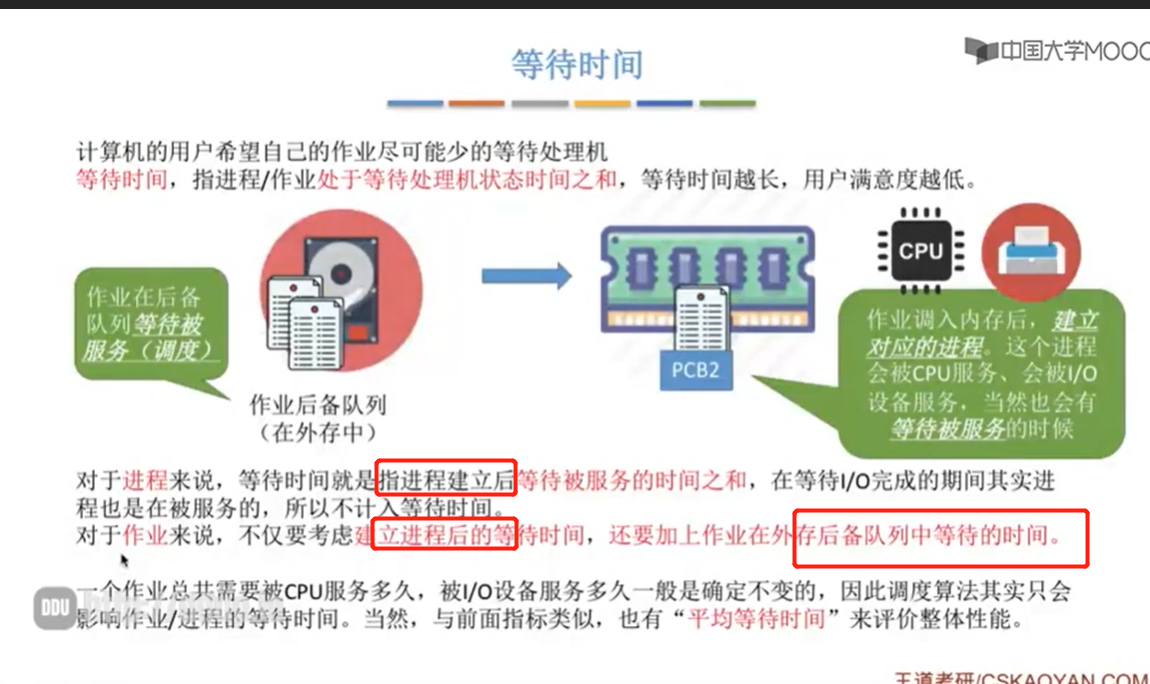 中国大学MOOC
等待时间
计算机的用户希望自己的作业尽可能少的等待处理机
等待时间，指进程/作业处于等待处理机状态时间之和，等待时间越长，用户满意度越低。
作业在后备
队列等待被
服务（调度）
作业后备队列
（在外存中）
PCB2
CPU
作业调入内存后，建立
对应的进程。这个进程
会被CPU服务、会被I/O
设备服务，当然也会有
等待被服务的时候
对于进程来说，等待时间就是指进程建立后等待被服务的时间之和，在等待I/O完成的期间其实进
程也是在被服务的，所以不计入等待时间。
对于作业来说，不仅要考虑建立进程后的等待时间，还要加上作业在外存后备队列中等待的时间。
一个作业总共需要被CPU服务多久，被I/O设备服务多久一般是确定不变的，因此调度算法其实只会
影响作业/进程的等待时间。当然，与前面指标类似，也有“平均等待时间”来评价整体性能。
DDU
王道考研/CSKAOYAN.COM